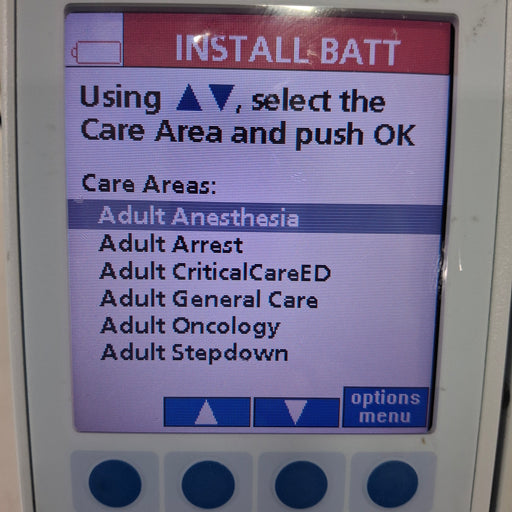 INSTALL BATT
Using ▲▼, select the
Care Area and push OK
Care Areas:
Adult Anesthesia
Adult Arrest
Adult CriticalCareED
Adult General Care
Adult Oncology
Adult Stepdown
options
menu